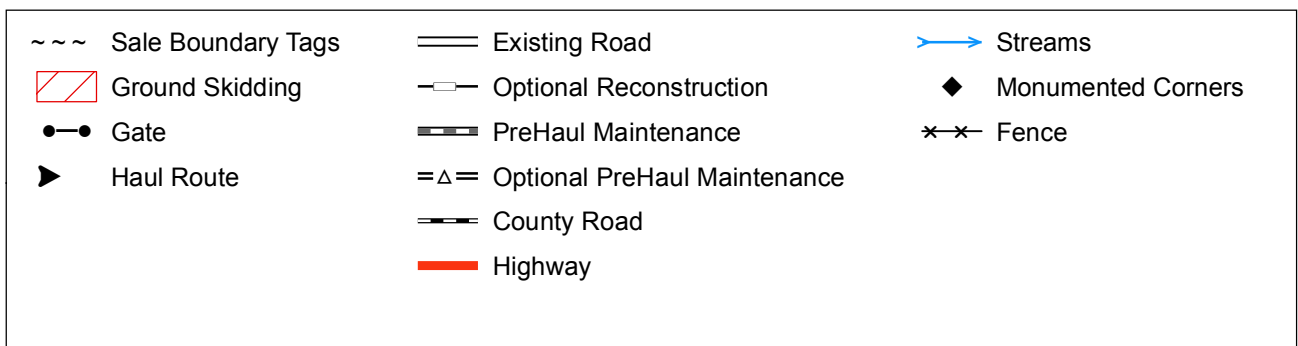 Sale Boundary Tags
Ground Skidding
Gate
Haul Route
Existing Road
Optional Reconstruction
PreHaul Maintenance
Optional PreHaul Maintenance
County Road
Highway
Streams
Monumented Corners
Fence